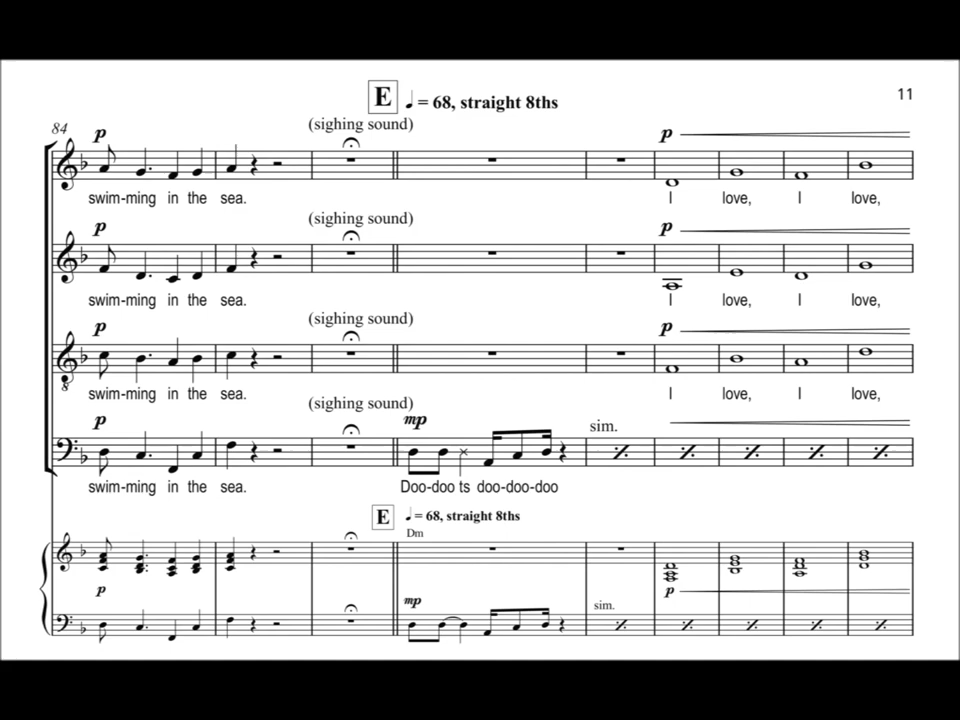 11
E ♩ = 68, straight 8ths
84
p
(sighing sound)
p
swim-ming in the sea.
I love, I love,
p
(sighing sound)
p
swim-ming in the sea.
I love, I love,
p
(sighing sound)
p
8
swim-ming in the sea.
I love, I love,
p
(sighing sound)
mp
sim.
swim-ming in the sea.
Doo-doo ts doo-doo-doo
E ♩ = 68, straight 8ths
Dm
p
p
mp
sim.